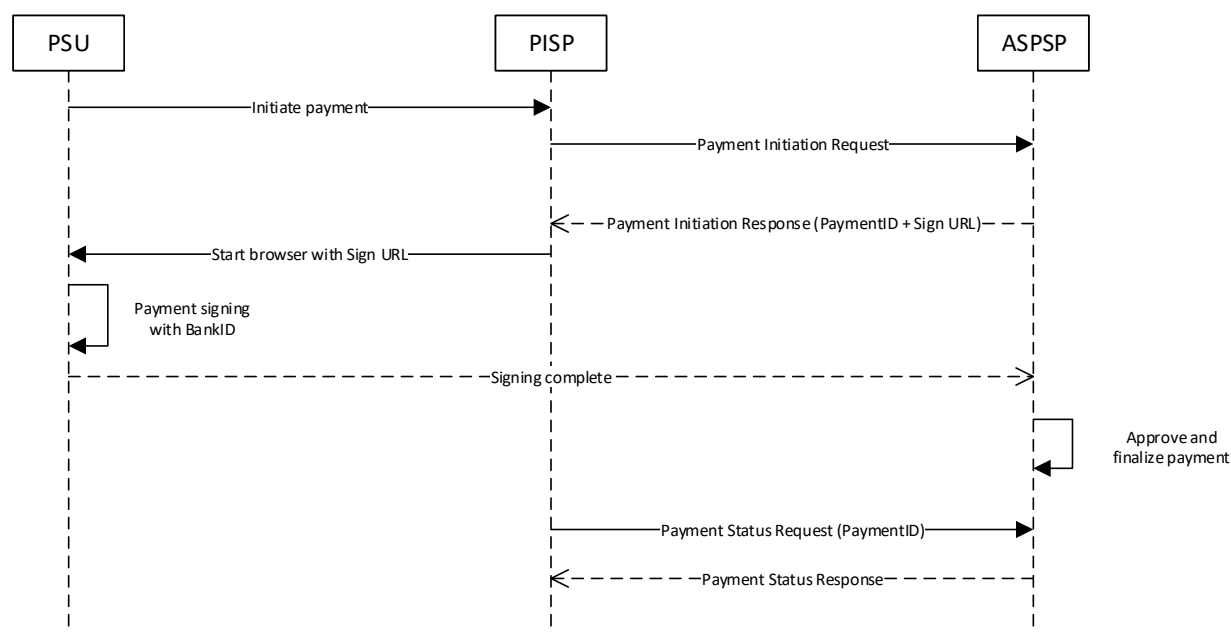 PSU
PISP
ASPSP
Initiate payment
Payment Initiation Request
Payment Initiation Response (PaymentID + Sign URL)
Start browser with Sign URL
Payment signing
with BankID
Signing complete
Approve and
finalize payment
Payment Status Request (PaymentID)
Payment Status Response